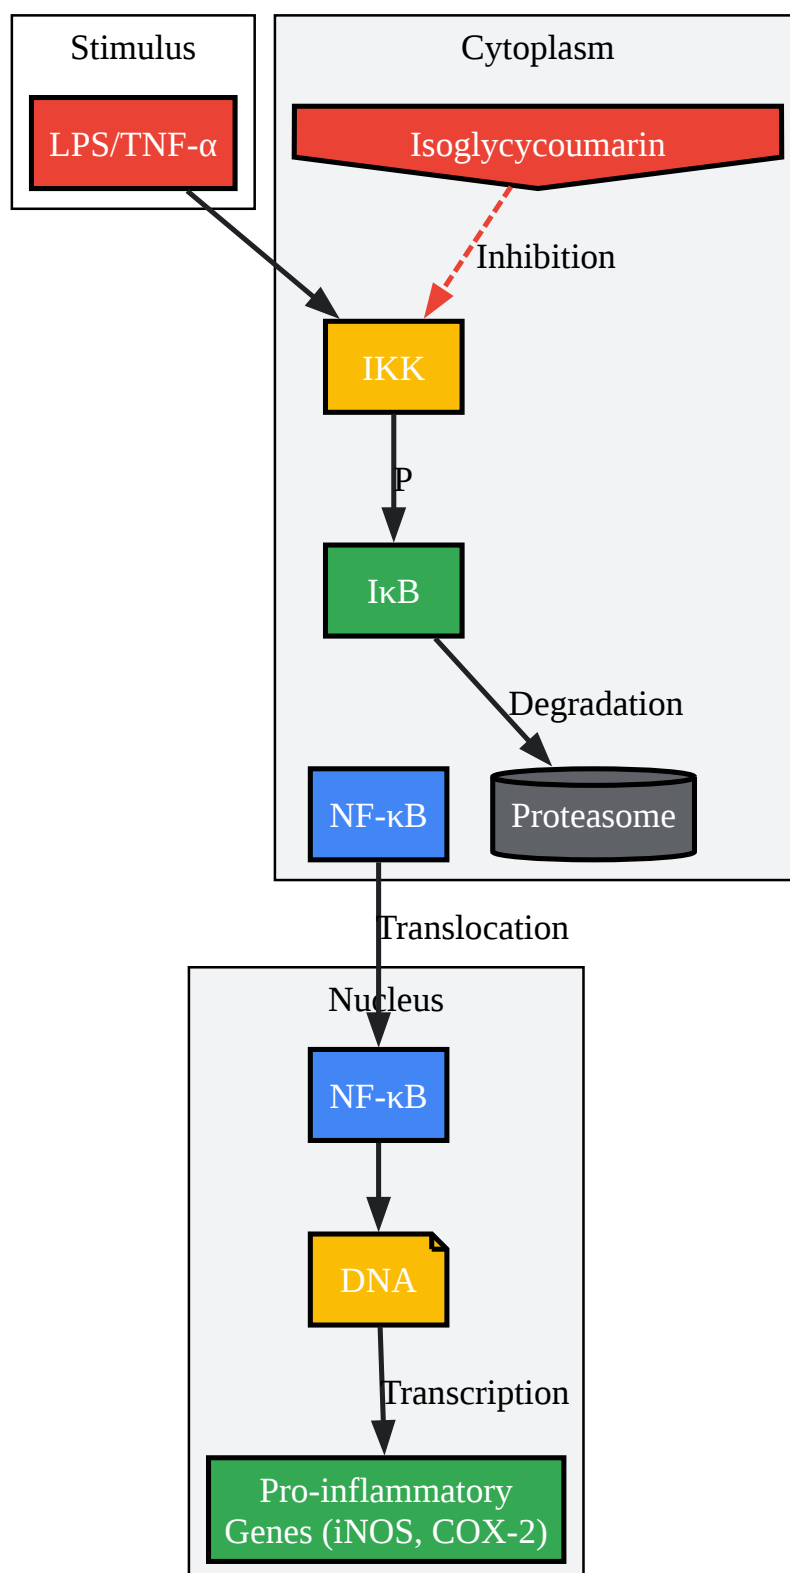 Stimulus
Cytoplasm
LPS/TNF-α
Isoglycycoumarin
Inhibition
IKK
P
IκB
Degradation
NF-κB
Proteasome
Translocation
Nucleus
NF-κB
DNA
Transcription
Pro-inflammatory
Genes (iNOS, COX-2)